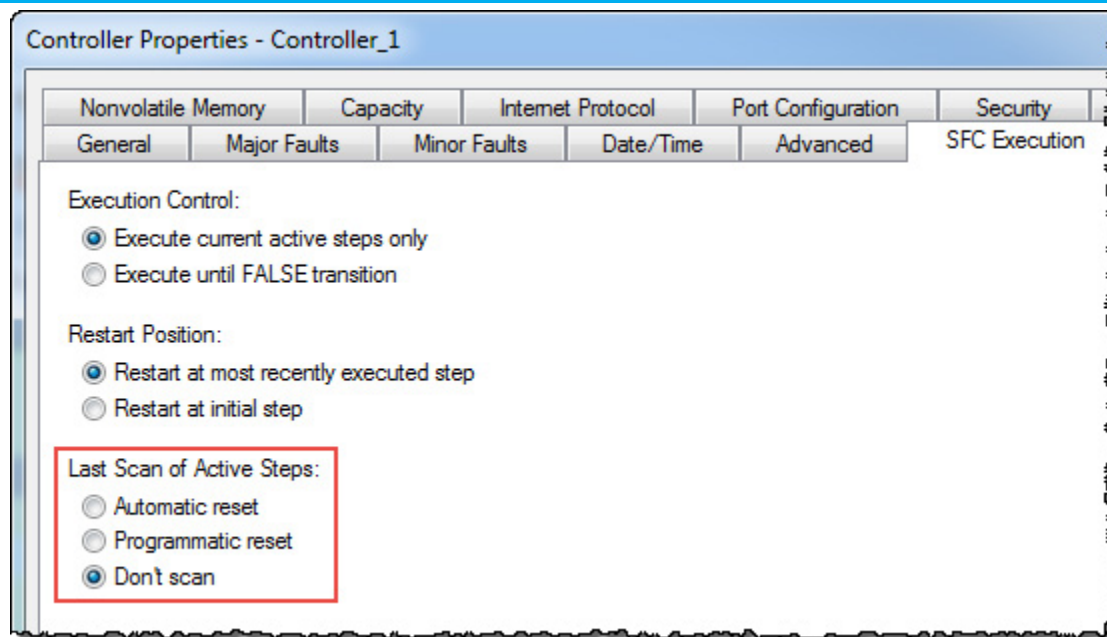 Controller Properties - Controller_1
Nonvolatile Memory Capacity Internet Protocol Port Configuration Security
General Major Faults Minor Faults Date/Time Advanced SFC Execution
Execution Control:
Execute current active steps only
Execute until FALSE transition
Restart Position:
Restart at most recently executed step
Restart at initial step
Last Scan of Active Steps:
Automatic reset
Programmatic reset
Don't scan